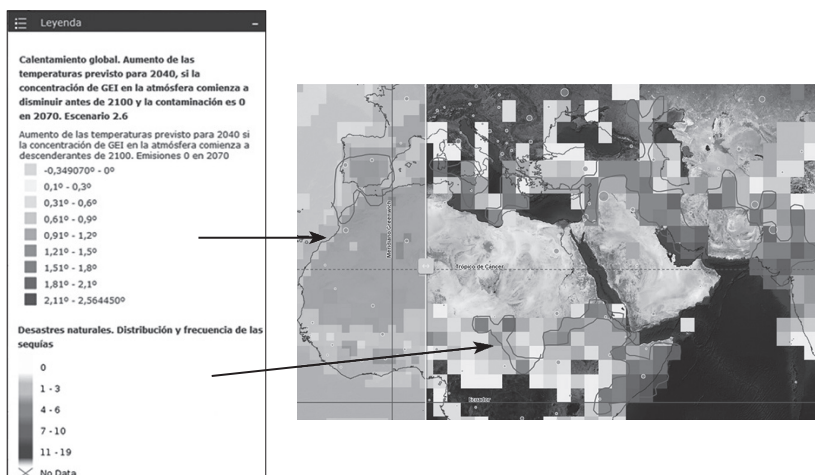 Leyenda
Calentamiento global. Aumento de las
temperaturas previsto para 2040, si la
concentración de GEI en la atmósfera comienza a
disminuir antes de 2100 y la contaminación es 0
en 2070. Escenario 2.6
Aumento de las temperaturas previsto para 2040 si
la concentración de GEI en la atmósfera comienza a
descenderantes de 2100. Emisiones 0 en 2070
-0,349070º - 0º
0,1º - 0,3º
0,31º - 0,6º
0,61º - 0,9º
0,91º - 1,2º
1,21º - 1,5º
1,51º - 1,8º
1,81º - 2,1º
2,11º - 2,564450º
Desastres naturales. Distribución y frecuencia de las
sequías
0
1 - 3
4 - 6
7 - 10
11 - 19
No Data
Meridiano Greenwich
Trópico de Cáncer
Ecuador